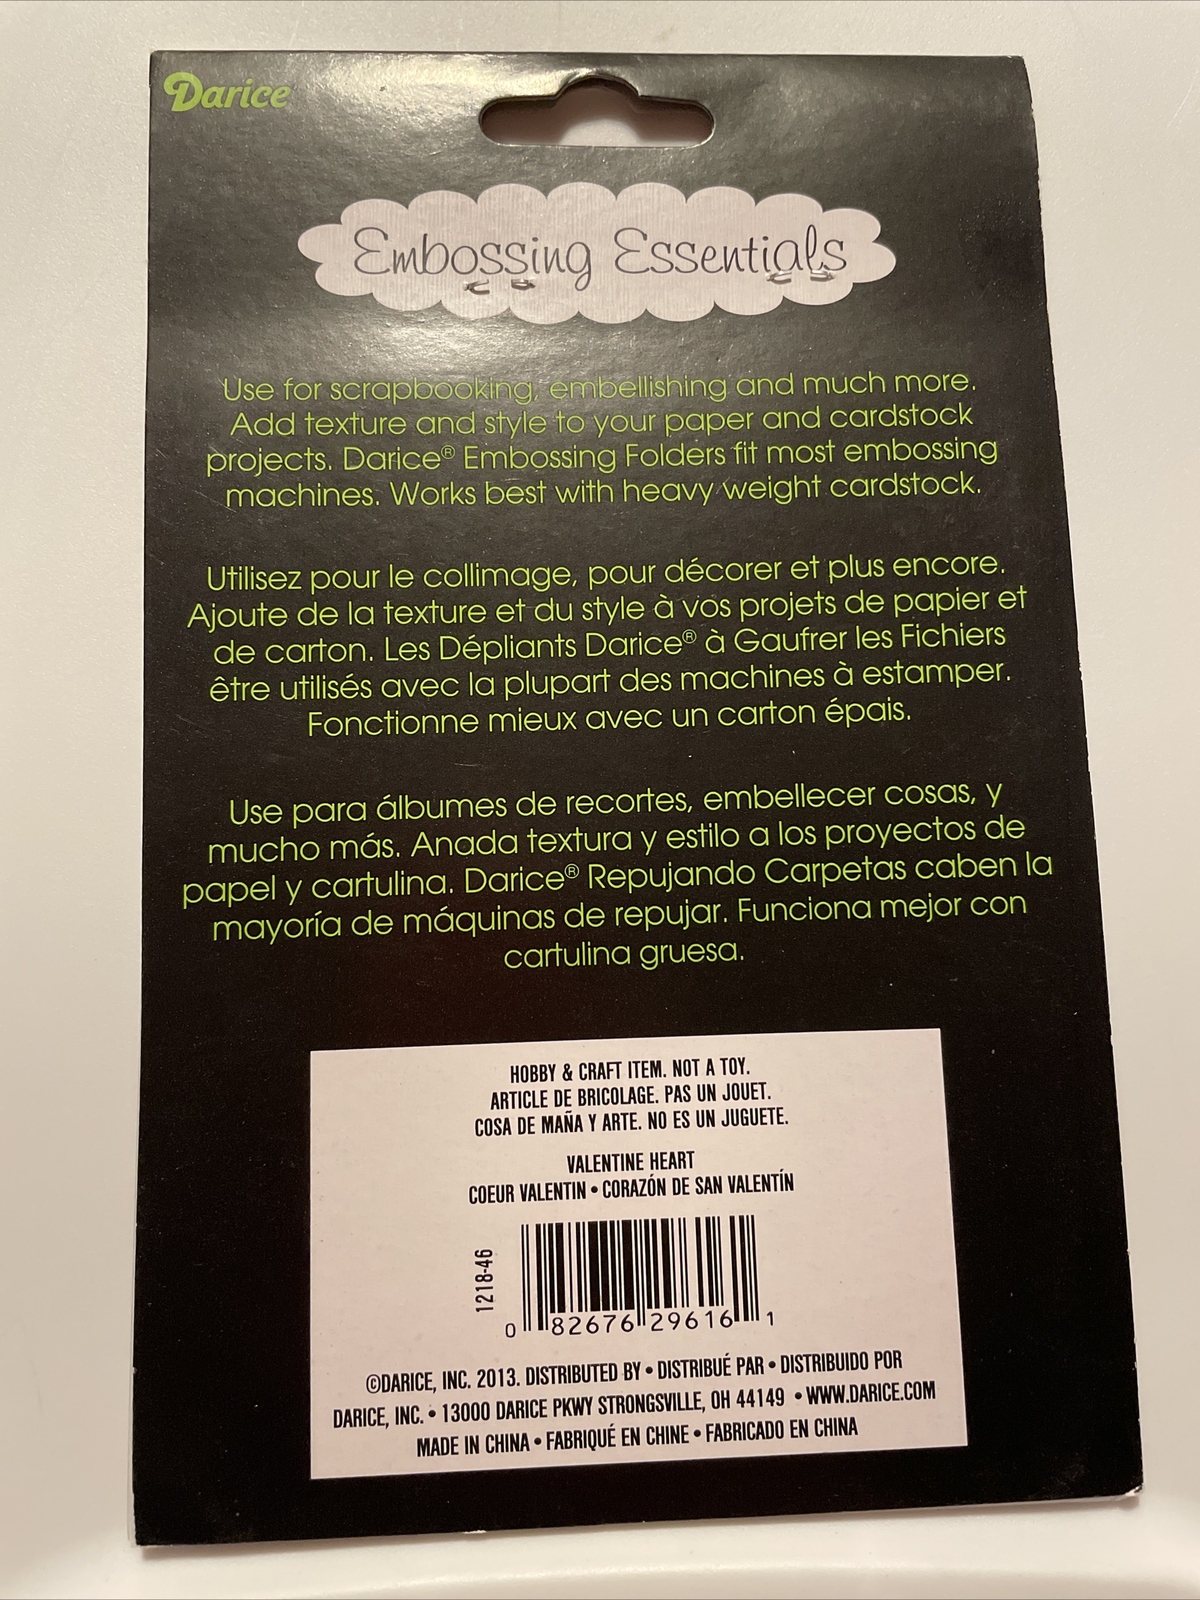 Darice
Embossing Essentials
Use for scrapbooking, embellishing and much more.
Add texture and style to your paper and cardstock
projects. Darice® Embossing Folders fit most embossing
machines. Works best with heavy weight cardstock.
Utilisez pour le collimage, pour décorer et plus encore.
Ajoute de la texture et du style à vos projets de papier et
de carton. Les Dépliants Darice® à Gaufrer les Fichiers
être utilisés avec la plupart des machines à estamper.
Fonctionne mieux avec un carton épais.
Use para álbumes de recortes, embellecer cosas, y
mucho más. Anada textura y estilo a los proyectos de
papel y cartulina. Darice® Repujando Carpetas caben la
mayoría de máquinas de repujar. Funciona mejor con
cartulina gruesa.
HOBBY & CRAFT ITEM. NOT A TOY.
ARTICLE DE BRICOLAGE. PAS UN JOUET.
COSA DE MAÑA Y ARTE. NO ES UN JUGUETE.
VALENTINE HEART
COEUR VALENTIN • CORAZÓN DE SAN VALENTÍN
1218-46
0 82676 29616 1
©DARICE, INC. 2013. DISTRIBUTED BY • DISTRIBUÉ PAR • DISTRIBUIDO POR
DARICE, INC. • 13000 DARICE PKWY STRONGSVILLE, OH 44149 • WWW.DARICE.COM
MADE IN CHINA • FABRIQUÉ EN CHINE • FABRICADO EN CHINA